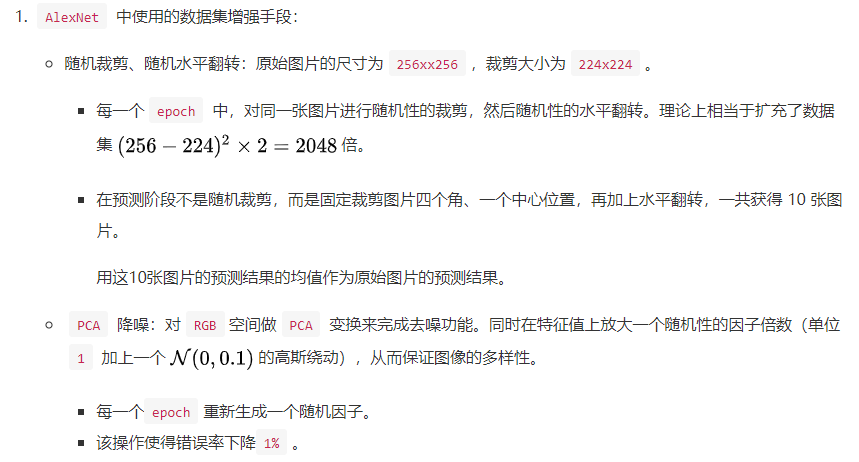 1. AlexNet 中使用的数据集增强手段：
随机裁剪、随机水平翻转：原始图片的尺寸为 256xx256 ，裁剪大小为 224x224 。
每一个 epoch 中，对同一张图片进行随机性的裁剪，然后随机性的水平翻转。理论上相当于扩充了数据
集 (256 − 224)² × 2 = 2048 倍。
在预测阶段不是随机裁剪，而是固定裁剪图片四个角、一个中心位置，再加上水平翻转，一共获得 10 张图
片。
用这10张图片的预测结果的均值作为原始图片的预测结果。
PCA 降噪：对 RGB 空间做 PCA 变换来完成去噪功能。同时在特征值上放大一个随机性的因子倍数（单位
1 加上一个 𝒩(0, 0.1) 的高斯绕动），从而保证图像的多样性。
每一个 epoch 重新生成一个随机因子。
该操作使得错误率下降 1% 。